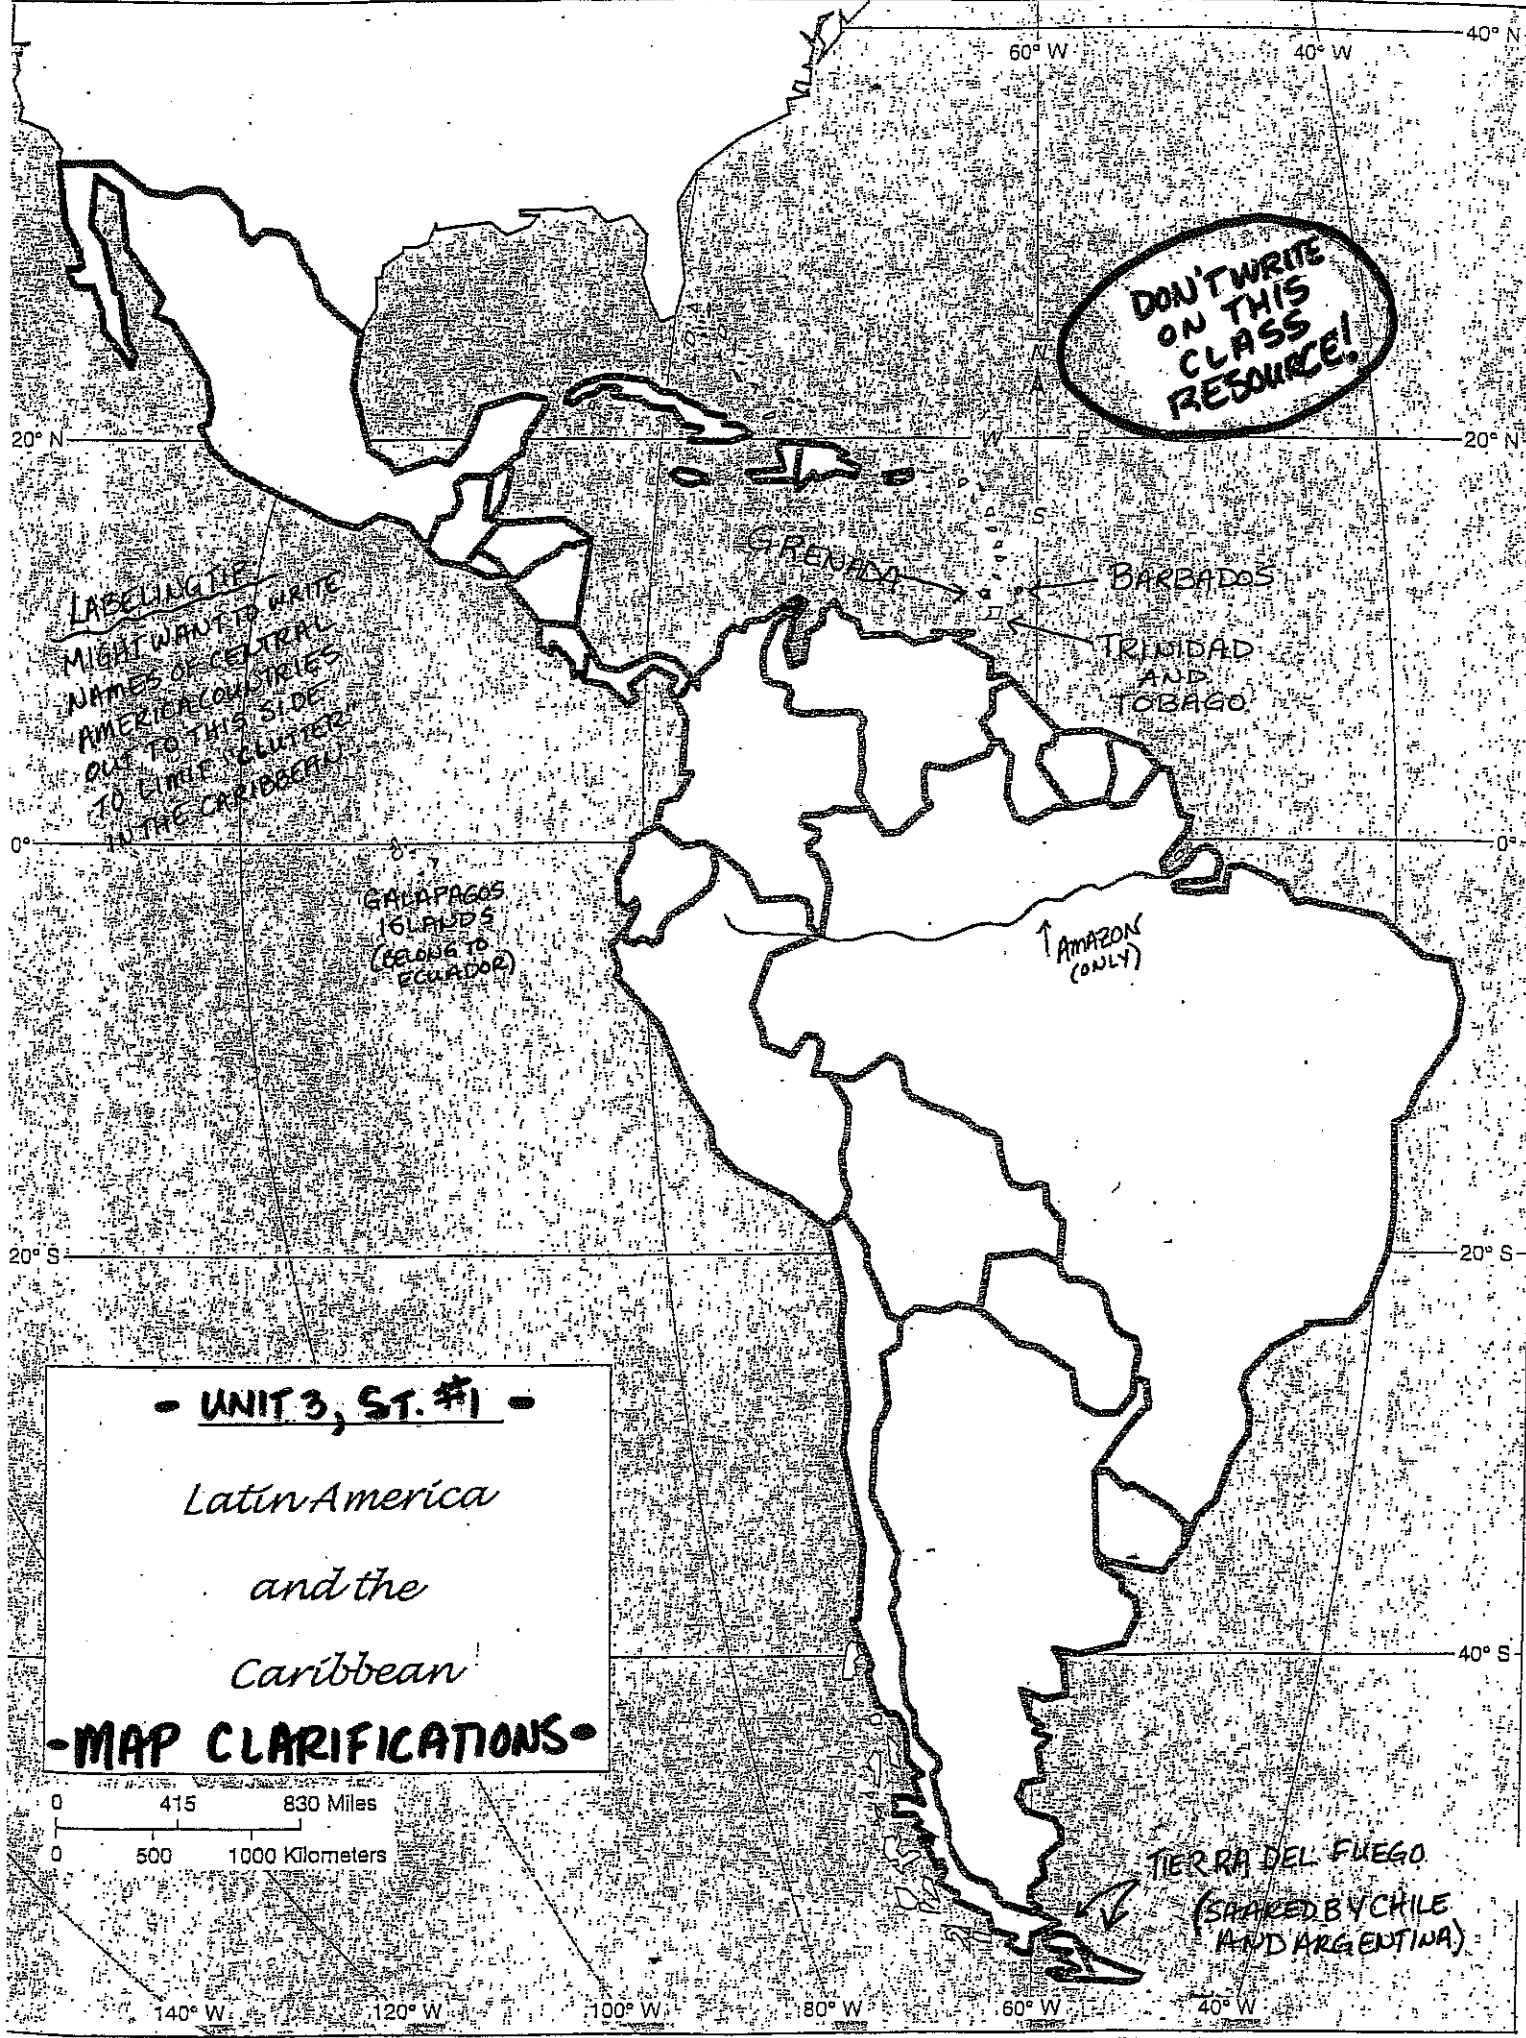 40° N
60° W
40° W
DON'T WRITE
ON THIS
CLASS
RESOURCE!
N
A
20° N
W
E
20° N
S
GRENADA
BARBADOS
LABELING TIP
MIGHT WANT TO WRITE
NAMES OF CENTRAL
AMERICA COUNTRIES
OUT TO THIS SIDE
TO LIMIT "CLUTTER"
IN THE CARIBBEAN
TRINIDAD
AND
TOBAGO
0°
0°
GALAPAGOS
ISLANDS
(BELONG TO
ECUADOR)
AMAZON
(ONLY)
20° S
20° S
- UNIT 3, ST. #1 -
Latin America
and the
Caribbean
-MAP CLARIFICATIONS-
40° S
0 415 830 Miles
0 500 1000 Kilometers
TIERRA DEL FUEGO
(SHARED BY CHILE
AND ARGENTINA)
140° W
120° W
100° W
80° W
60° W
40° W